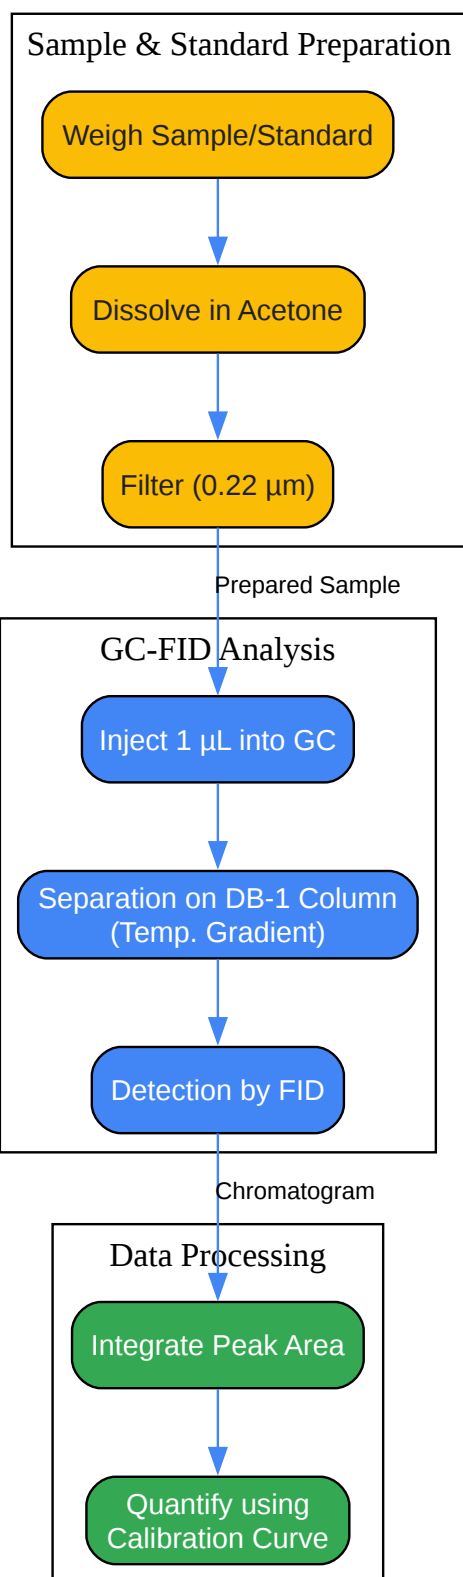 Sample & Standard Preparation
Weigh Sample/Standard
Dissolve in Acetone
Filter (0.22 µm)
Prepared Sample
GC-FID Analysis
Inject 1 µL into GC
Separation on DB-1 Column
(Temp. Gradient)
Detection by FID
Chromatogram
Data Processing
Integrate Peak Area
Quantify using
Calibration Curve